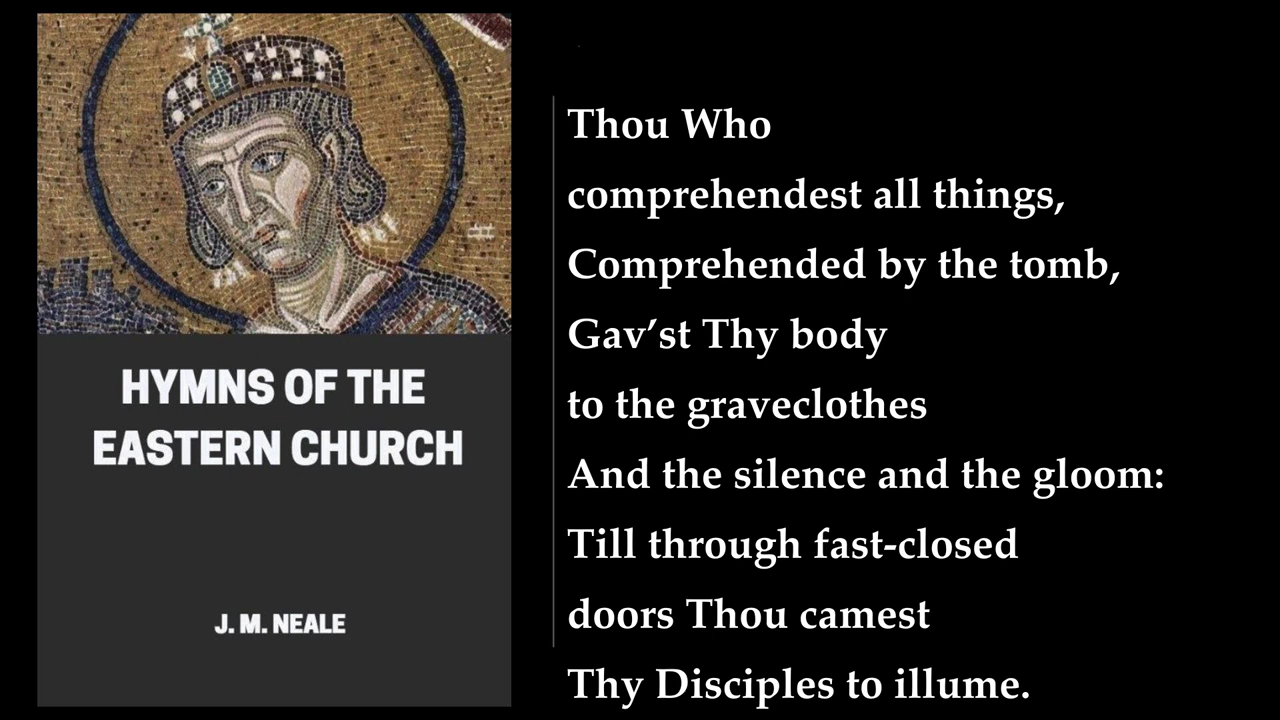 HYMNS OF THE
EASTERN CHURCH
J. M. NEALE
Thou Who
comprehendest all things,
Comprehended by the tomb,
Gav’st Thy body
to the graveclothes
And the silence and the gloom:
Till through fast-closed
doors Thou camest
Thy Disciples to illume.